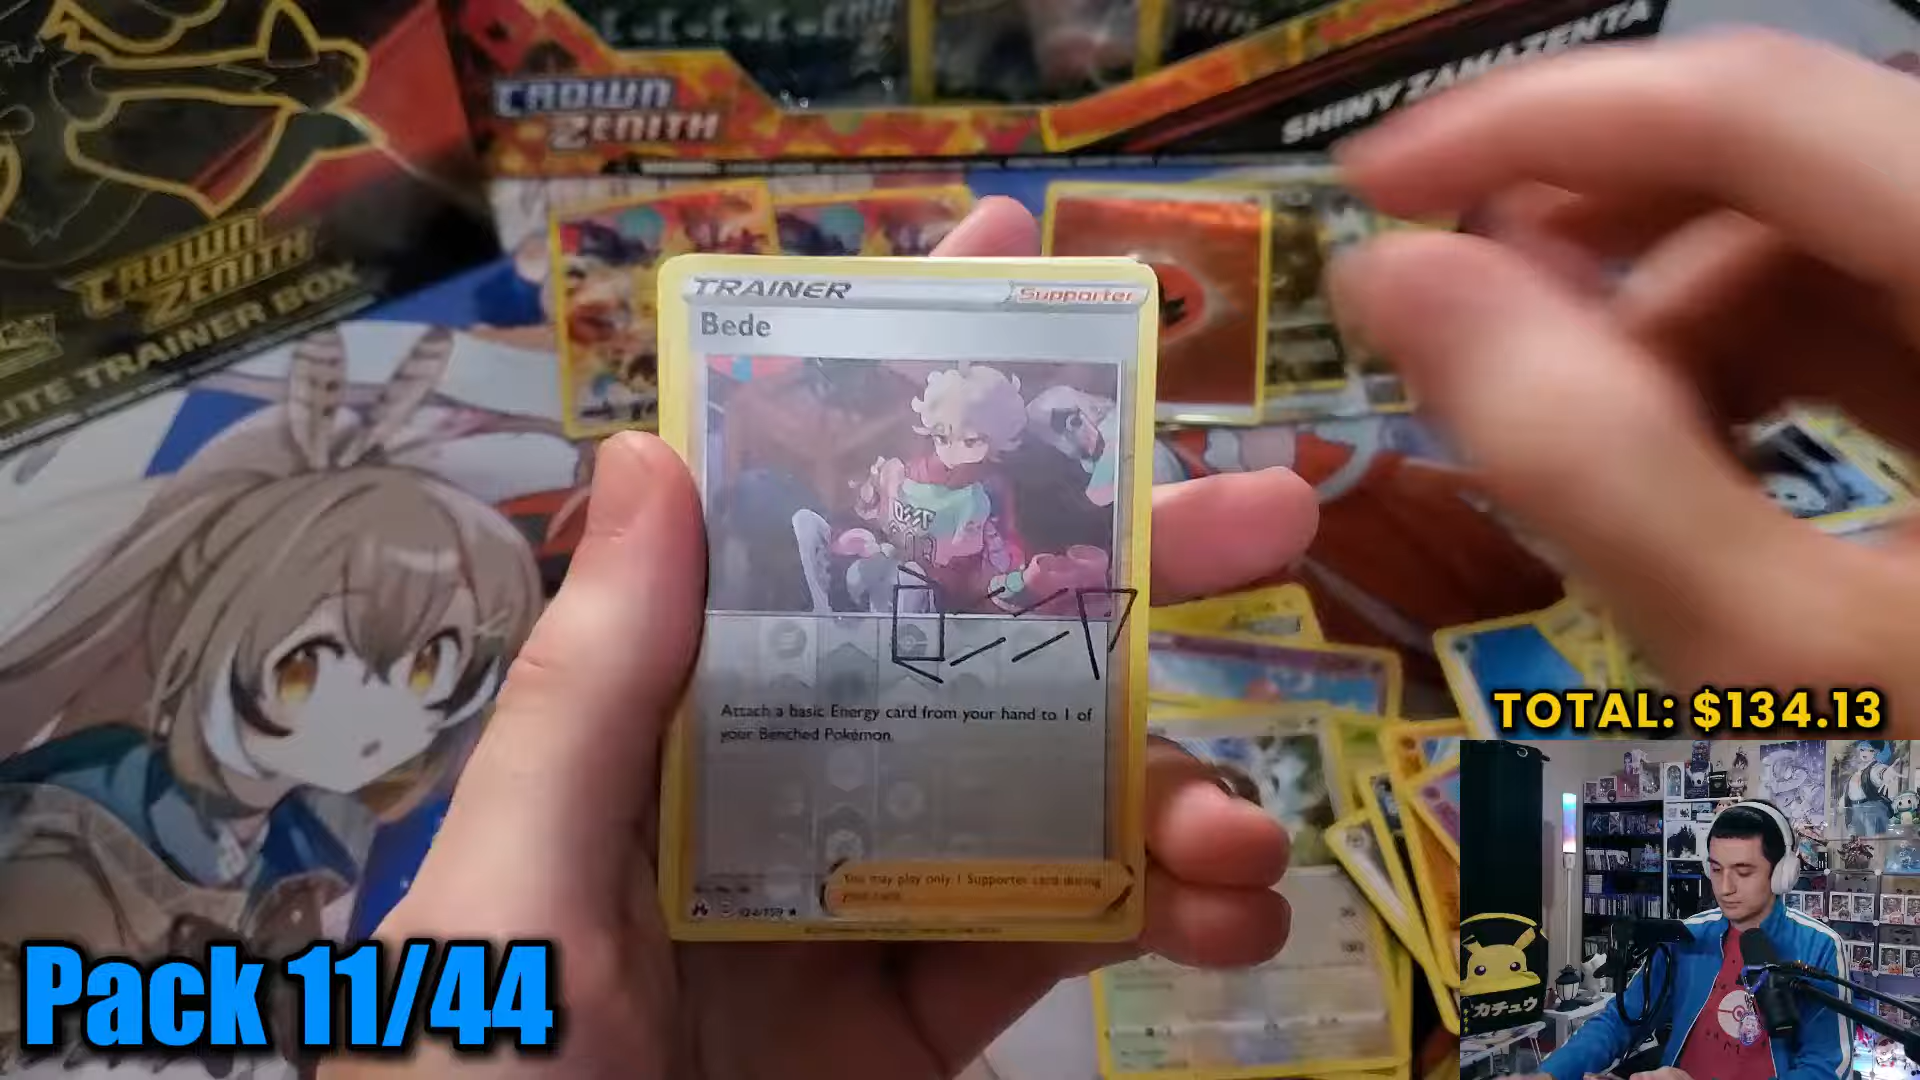 CROWN
ZENITH
SHINY ZAMAZENTA
CROWN
ZENITH
ELITE TRAINER BOX
TRAINER
Supporter
Bede
Attach a basic Energy card from your hand to 1 of
your Benched Pokémon.
You may play only 1 Supporter card during
your turn.
TOTAL: $134.13
Pack 11/44
カチュウ